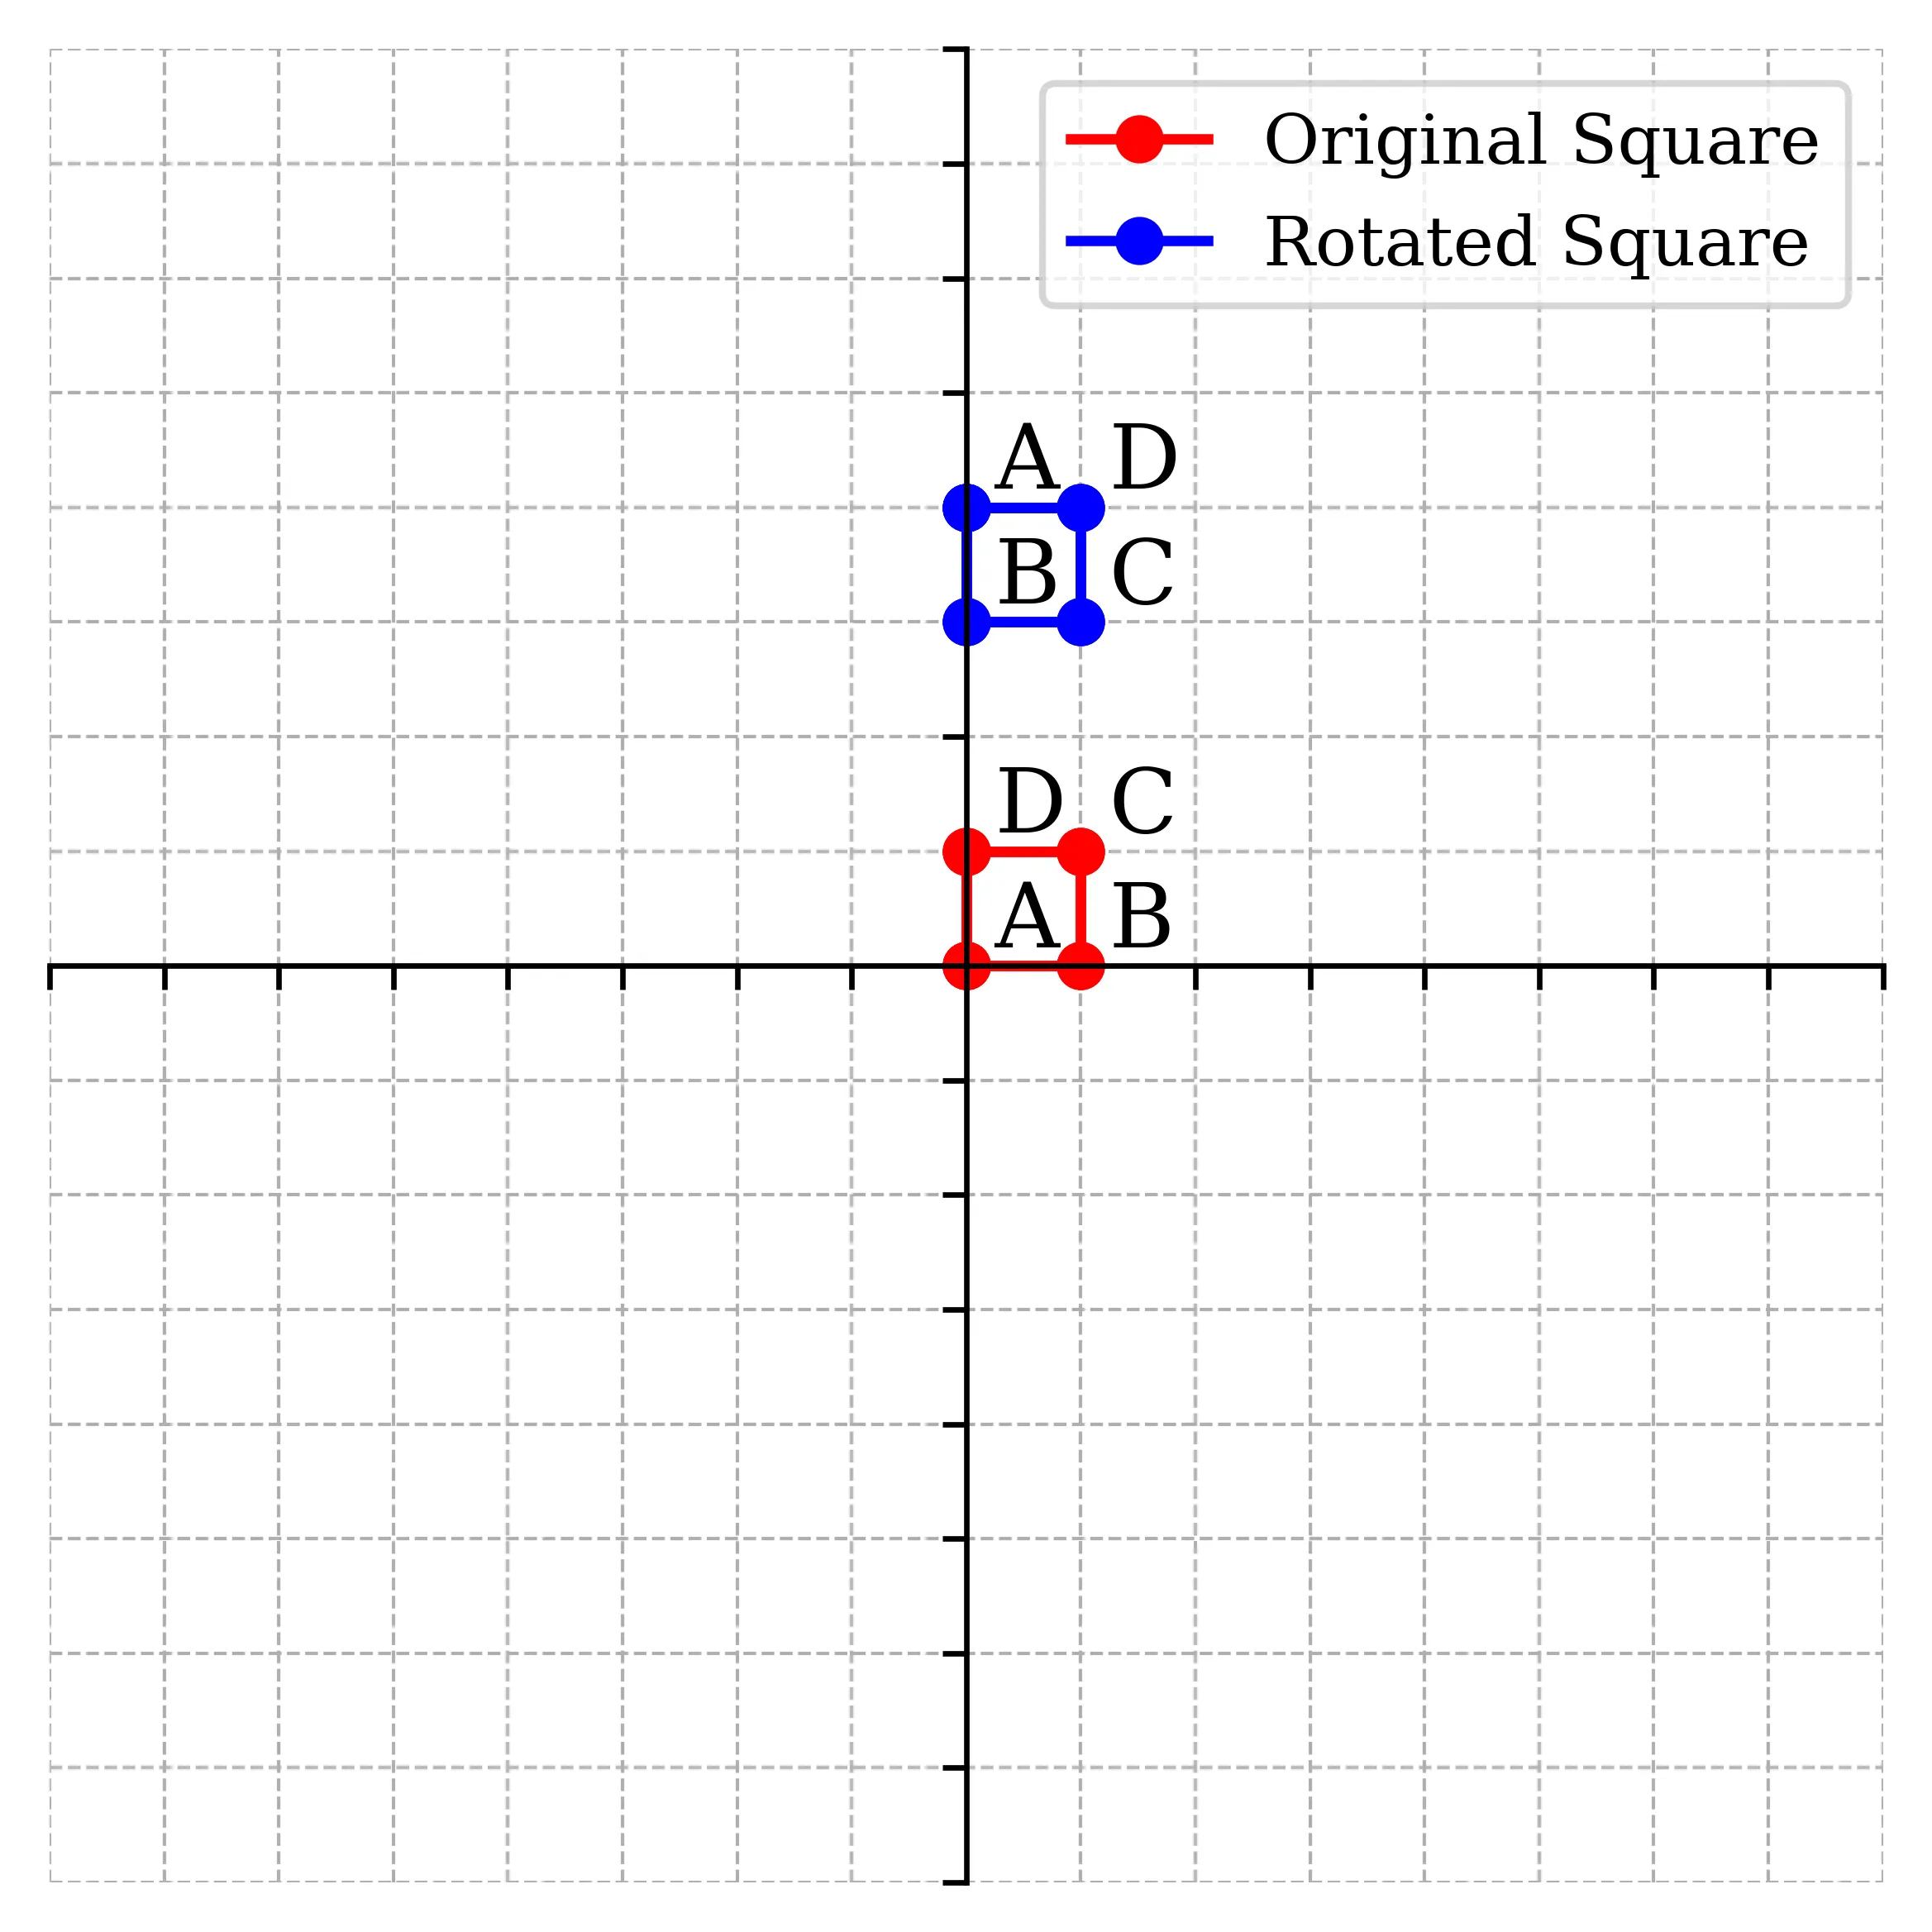 Original Square
Rotated Square
A D
B C
D C
A B